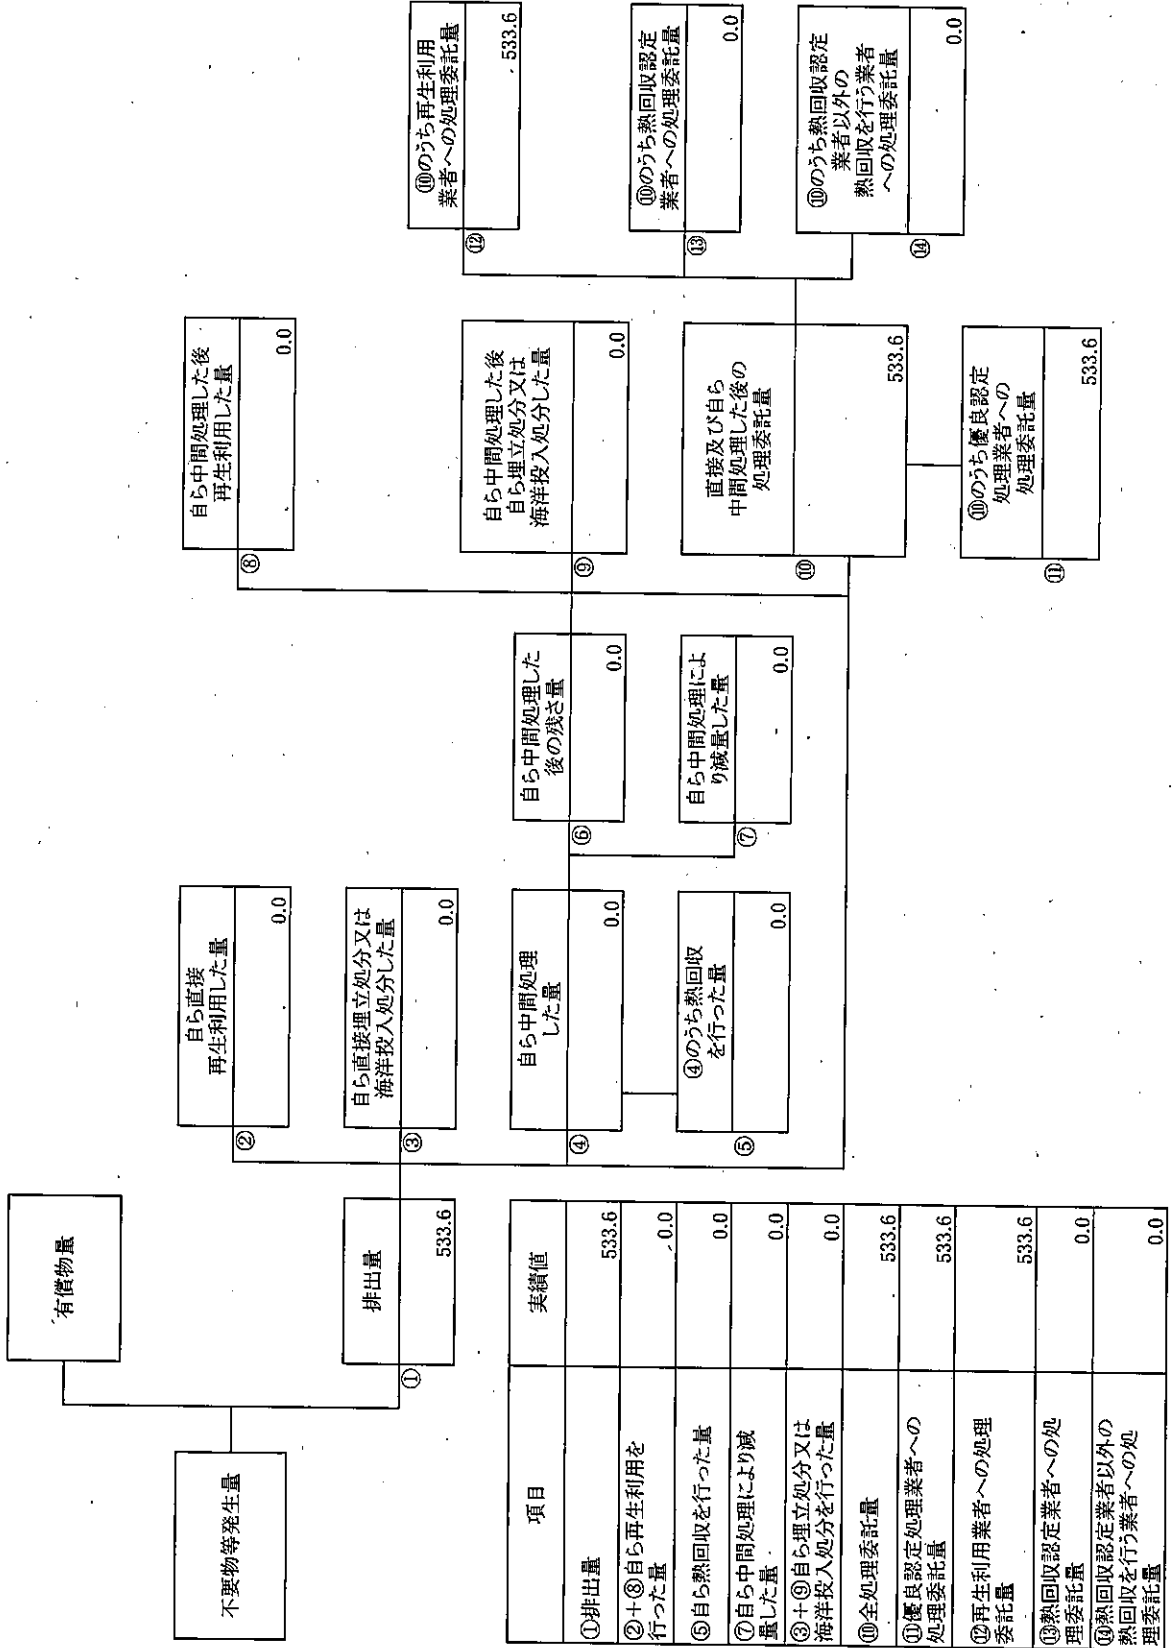 不要物等発生量
有償物量
①
排出量
533.6
②
自ら直接
再生利用した量
0.0
③
自ら直接埋立処分又は
海洋投入処分した量
0.0
④
自ら中間処理
した量
0.0
⑤
④のうち熱回収
を行った量
0.0
⑥
自ら中間処理した
後の残さ量
0.0
⑦
自ら中間処理によ
り減量した量
0.0
⑧
自ら中間処理した後
再生利用した量
0.0
⑨
自ら中間処理した後
自ら埋立処分又は
海洋投入処分した量
0.0
⑩
直接及び自ら
中間処理した後の
処理委託量
533.6
⑪
⑩のうち優良認定
処理業者への
処理委託量
533.6
⑫
⑩のうち再生利用
業者への処理委託量
533.6
⑬
⑩のうち熱回収認定
業者への処理委託量
0.0
⑭
⑩のうち熱回収認定
業者以外の
熱回収を行う業者
への処理委託量
0.0
項目
実績値
①排出量
533.6
②+⑧自ら再生利用を
行った量
0.0
⑤自ら熱回収を行った量
0.0
⑦自ら中間処理により減
量した量
0.0
③+⑨自ら埋立処分又は
海洋投入処分を行った量
0.0
⑩全処理委託量
533.6
⑪優良認定処理業者への
処理委託量
533.6
⑫再生利用業者への処理
委託量
533.6
⑬熱回収認定業者への処
理委託量
0.0
⑭熱回収認定業者以外の
熱回収を行う業者への処
理委託量
0.0